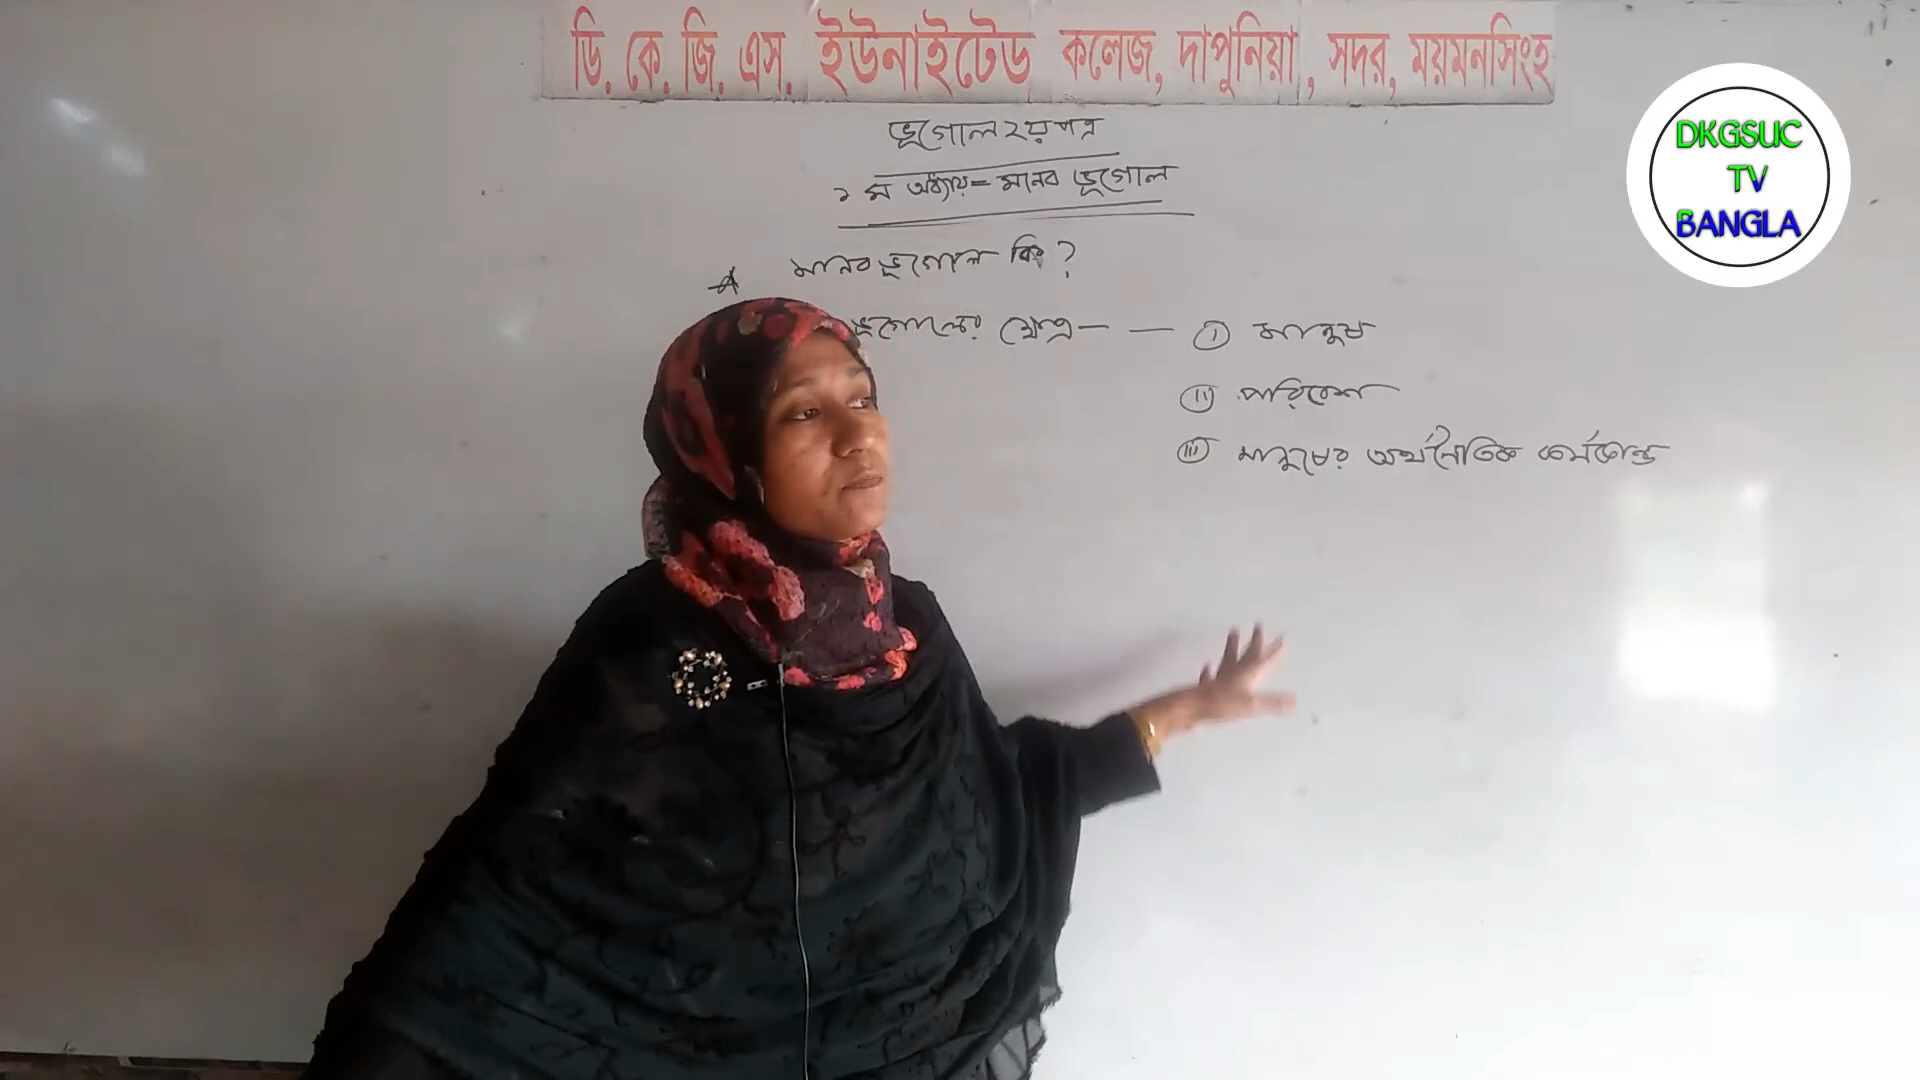 ডি. কে. জি. এস. ইউনাইটেড কলেজ, দাপুনিয়া, সদর, ময়মনসিংহ
DKGSUC
TV
BANGLA
ভূগোল ২য় পত্র
১ম অধ্যায় = মানব ভূগোল
মানব ভূগোল কি?
ভূগোলের ক্ষেত্র — — (i) মানুষ
(ii) পরিবেশ
(iii) মানুষের অর্থনৈতিক কর্মকান্ড